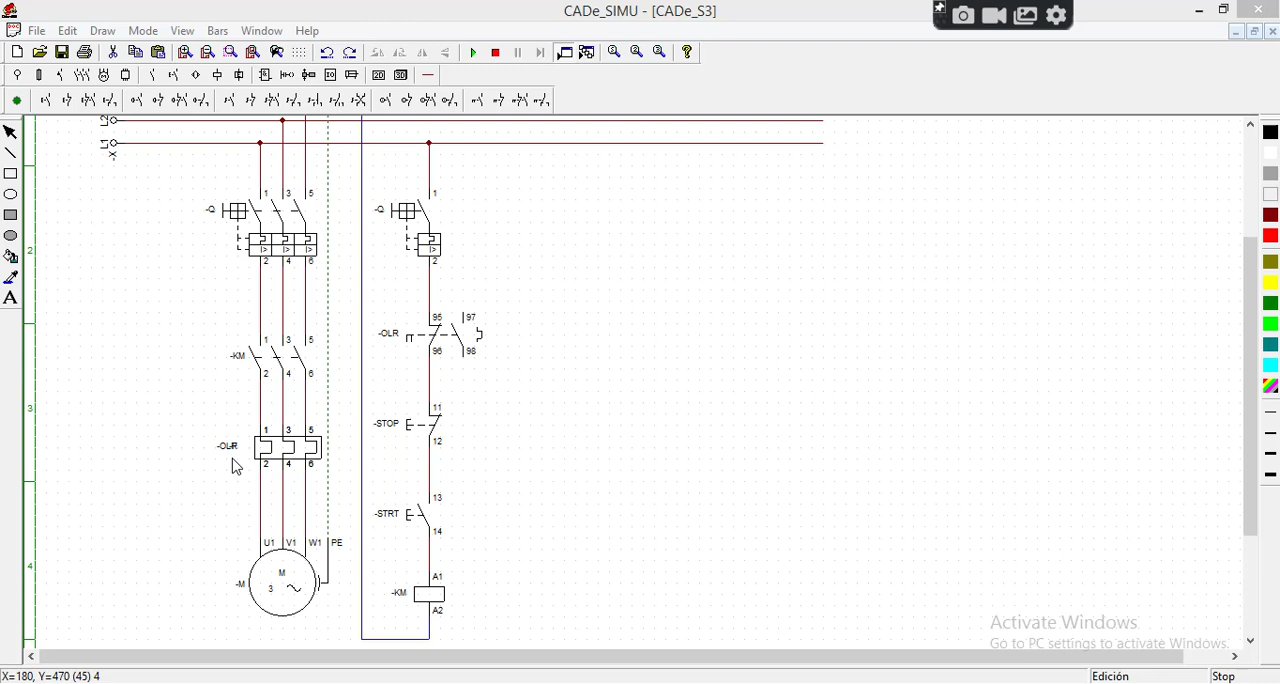 CADe_SIMU - [CADe_S3]
File Edit Draw Mode View Bars Window Help
L2
L1
-X
1 3 5 1
-Q -Q
I> I> I> I>
2 4 6 2
2
95 97
-OLR
96 98
1 3 5
-KM
2 4 6
3
11
-STOP
12
1 3 5
-OLR
2 4 6
13
-STRT
14
U1 V1 W1 PE
4
M
3
-M
A1
-KM
A2
Activate Windows
Go to PC settings to activate Windows.
X=180, Y=470 (45) 4 Edición Stop